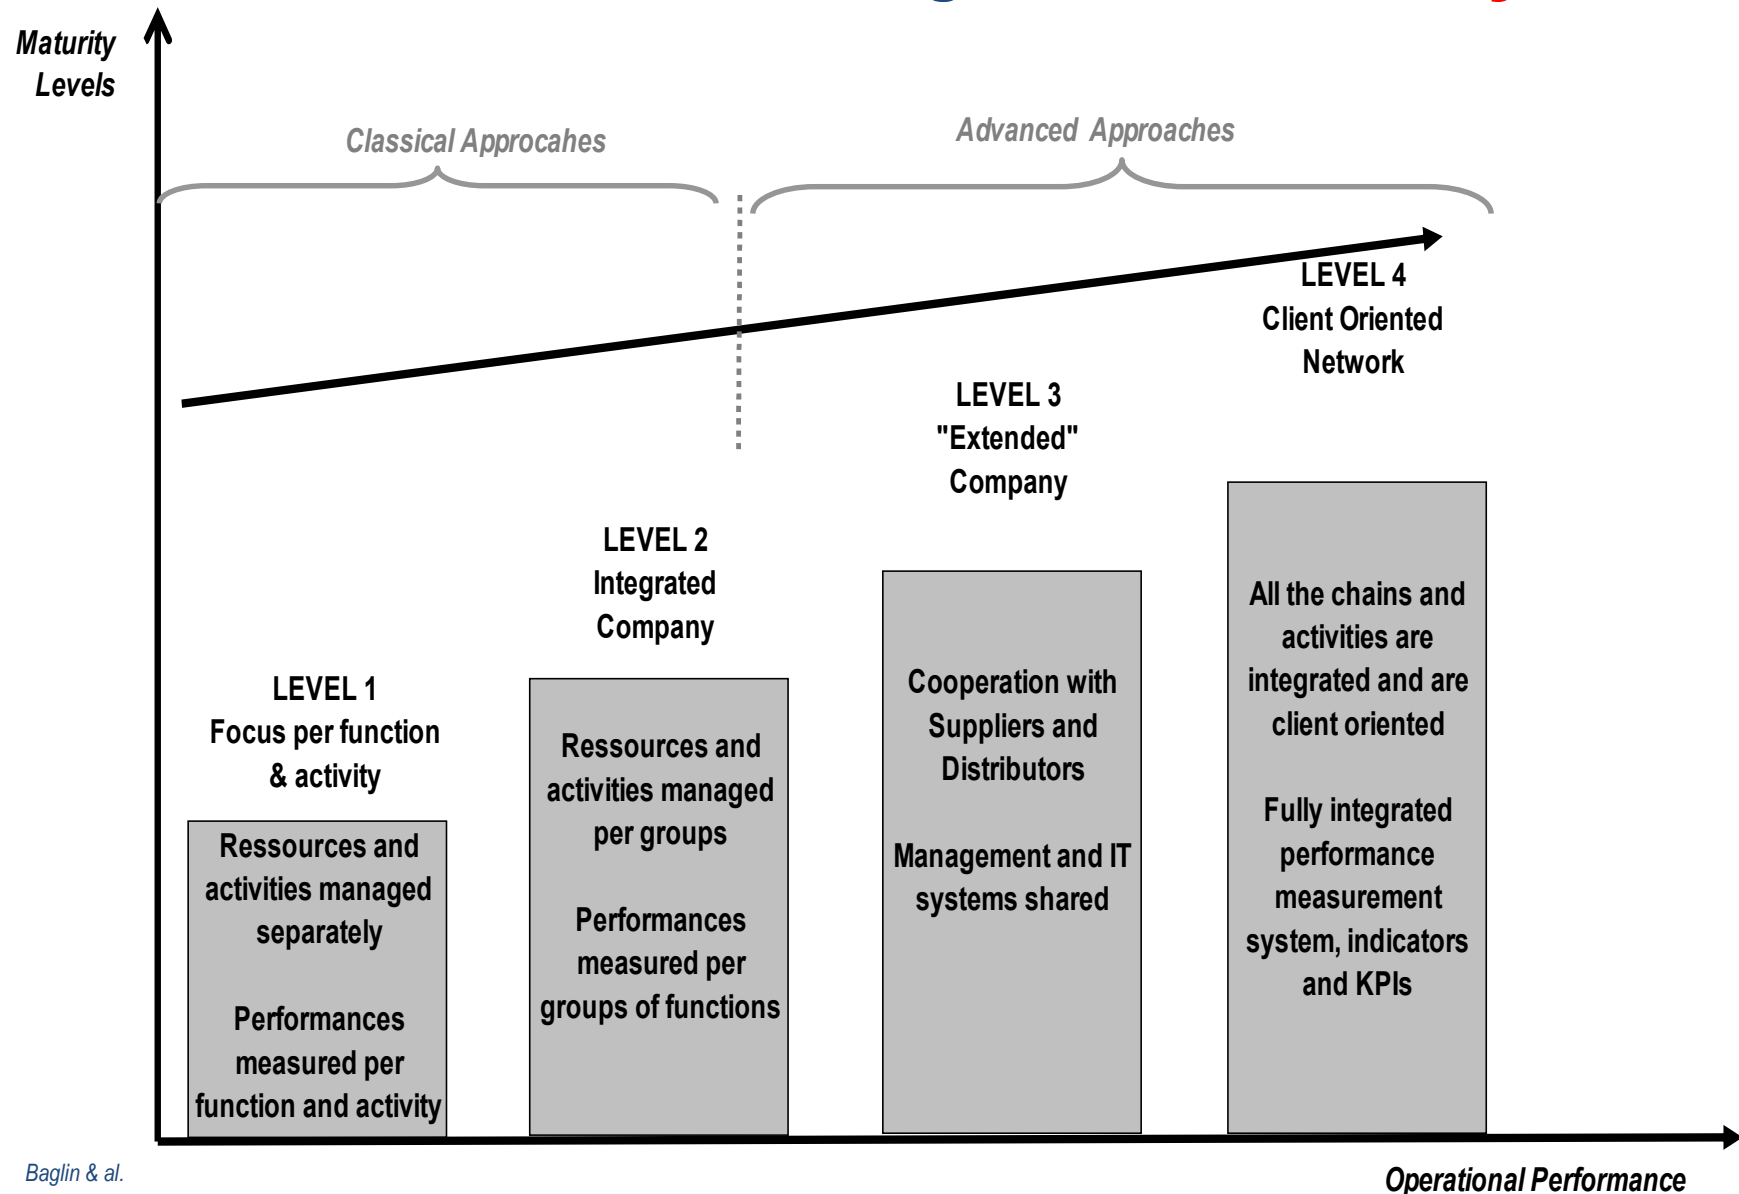 Maturity
Levels
Classical Approcahes
Advanced Approaches
LEVEL 4
Client Oriented
Network
LEVEL 3
"Extended"
Company
LEVEL 2
Integrated
Company
LEVEL 1
Focus per function
& activity
Ressources and
activities managed
separately
Performances
measured per
function and activity
Ressources and
activities managed
per groups
Performances
measured per
groups of functions
Cooperation with
Suppliers and
Distributors
Management and IT
systems shared
All the chains and
activities are
integrated and are
client oriented
Fully integrated
performance
measurement
system, indicators
and KPIs
Baglin & al.
Operational Performance